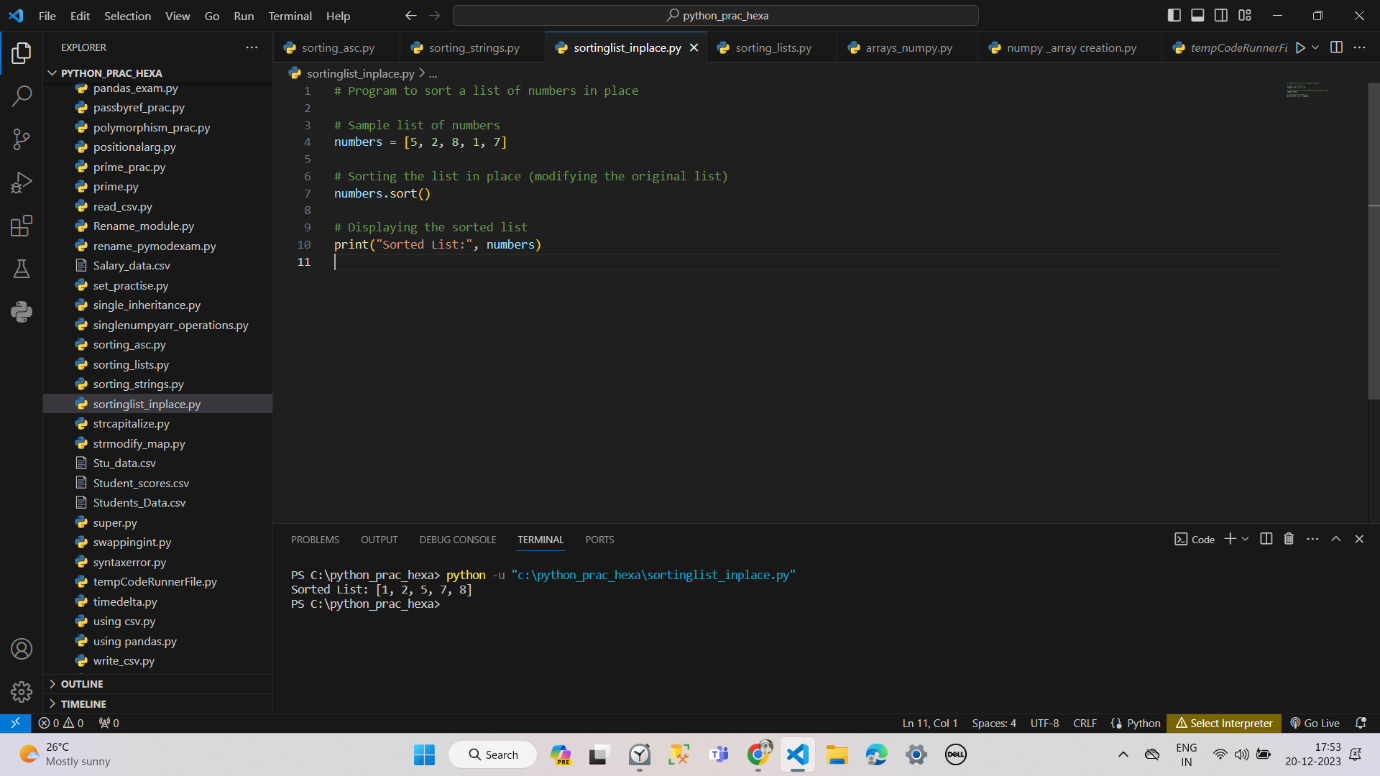 File Edit Selection View Go Run Terminal Help
python_prac_hexa
EXPLORER
PYTHON_PRAC_HEXA
pandas_exam.py
passbyref_prac.py
polymorphism_prac.py
positionalarg.py
prime_prac.py
prime.py
read_csv.py
Rename_module.py
rename_pymodexam.py
Salary_data.csv
set_practise.py
single_inheritance.py
singlenumpyarr_operations.py
sorting_asc.py
sorting_lists.py
sorting_strings.py
sortinglist_inplace.py
strcapitalize.py
strmodify_map.py
Stu_data.csv
Student_scores.csv
Students_Data.csv
super.py
swappingint.py
syntaxerror.py
tempCodeRunnerFile.py
timedelta.py
using csv.py
using pandas.py
write_csv.py
OUTLINE
TIMELINE
sorting_asc.py sorting_strings.py sortinglist_inplace.py sorting_lists.py arrays_numpy.py numpy _array creation.py tempCodeRunnerFi
sortinglist_inplace.py > ...
1 # Program to sort a list of numbers in place
2
3 # Sample list of numbers
4 numbers = [5, 2, 8, 1, 7]
5
6 # Sorting the list in place (modifying the original list)
7 numbers.sort()
8
9 # Displaying the sorted list
10 print("Sorted List:", numbers)
11
PROBLEMS OUTPUT DEBUG CONSOLE TERMINAL PORTS Code
PS C:\python_prac_hexa> python -u "c:\python_prac_hexa\sortinglist_inplace.py"
Sorted List: [1, 2, 5, 7, 8]
PS C:\python_prac_hexa>
0 0 0 Ln 11, Col 1 Spaces: 4 UTF-8 CRLF Python Select Interpreter Go Live
26°C
Mostly sunny
Search
PRE
DELL
ENG
IN
17:53
20-12-2023